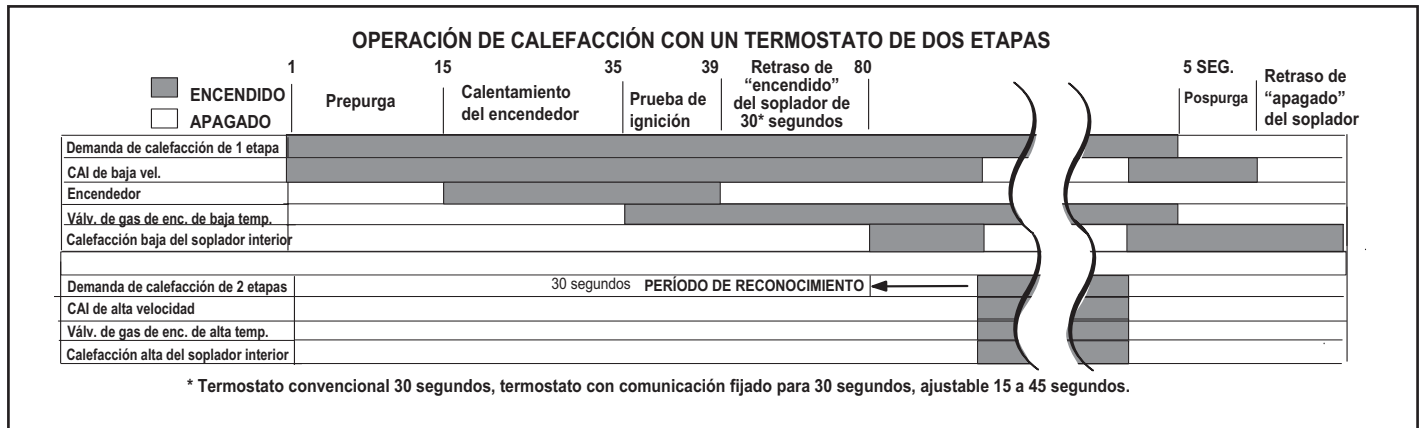 OPERACIÓN DE CALEFACCIÓN CON UN TERMOSTATO DE DOS ETAPAS
1 15 35 39 80 5 SEG.
ENCENDIDO
APAGADO
Prepurga
Calentamiento
del encendedor
Prueba de
ignición
Retraso de
“encendido”
del soplador de
30* segundos
Pospurga
Retraso de
“apagado”
del soplador
Demanda de calefacción de 1 etapa
CAI de baja vel.
Encendedor
Válv. de gas de enc. de baja temp.
Calefacción baja del soplador interior
Demanda de calefacción de 2 etapas
30 segundos PERÍODO DE RECONOCIMIENTO
CAI de alta velocidad
Válv. de gas de enc. de alta temp.
Calefacción alta del soplador interior
* Termostato convencional 30 segundos, termostato con comunicación fijado para 30 segundos, ajustable 15 a 45 segundos.